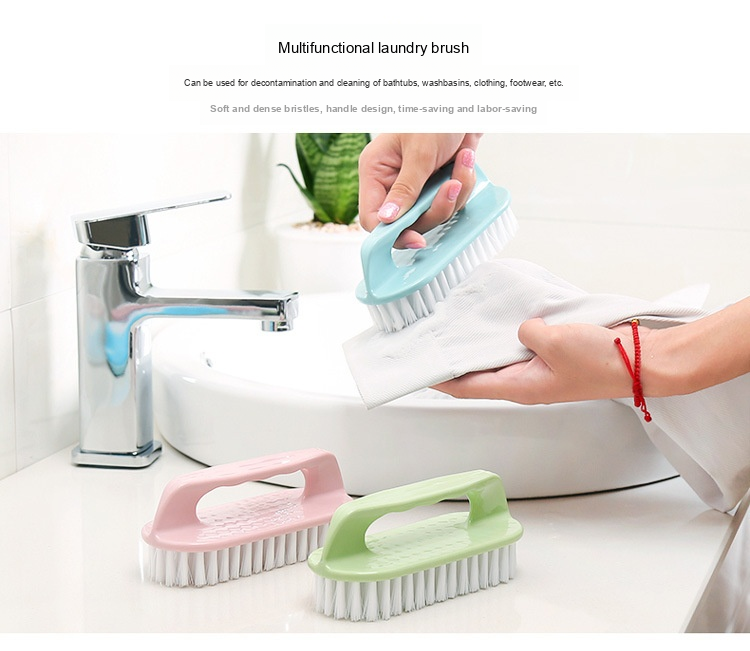 Multifunctional laundry brush
Can be used for decontamination and cleaning of bathtubs, washbasins, clothing, footwear, etc.
Soft and dense bristles, handle design, time-saving and labor-saving